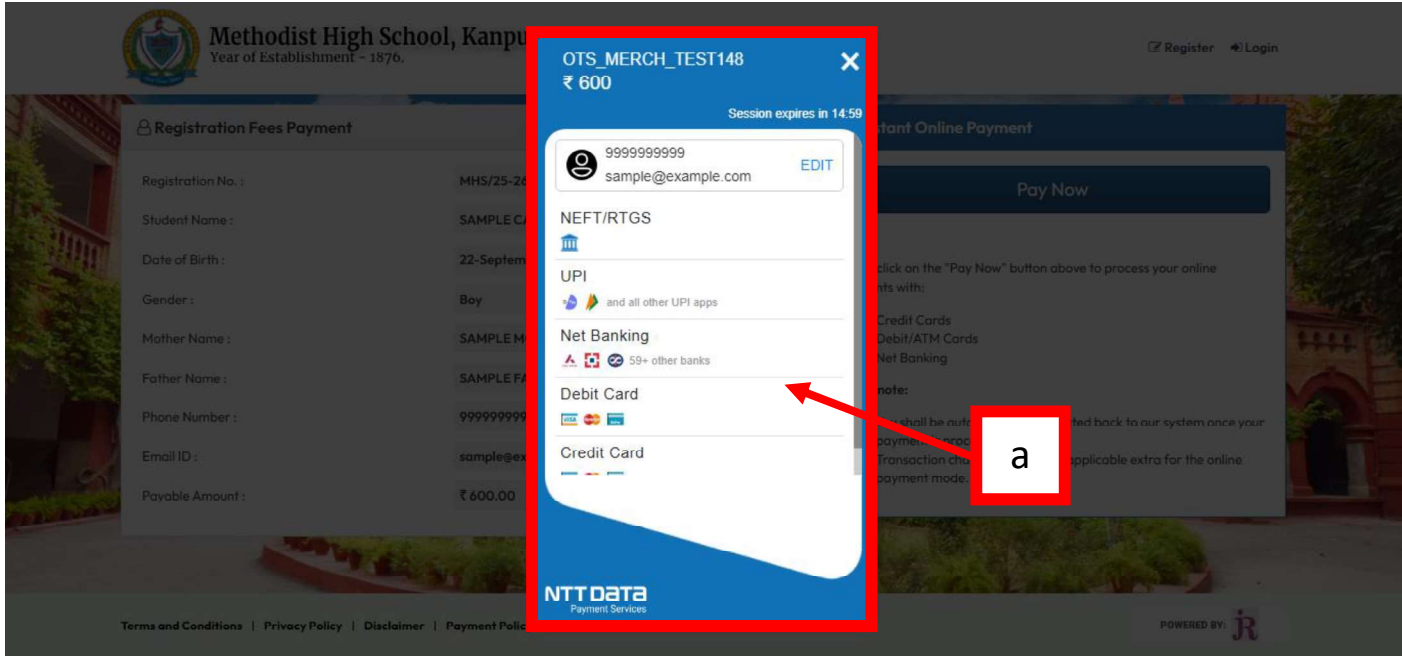 Methodist High School, Kanpu
Year of Establishment - 1876.
Register Login
OTS_MERCH_TEST148
₹ 600
Session expires in 14:59
9999999999
sample@example.com
EDIT
NEFT/RTGS
UPI
and all other UPI apps
Net Banking
59+ other banks
Debit Card
VISA
Credit Card
NTT DATA
Payment Services
Registration Fees Payment
Registration No. : MHS/25-26
Student Name : SAMPLE CA
Date of Birth : 22-Septem
Gender : Boy
Mother Name : SAMPLE M
Father Name : SAMPLE FA
Phone Number : 999999999
Email ID : sample@ex
Payable Amount : ₹ 600.00
stant Online Payment
Pay Now
click on the "Pay Now" button above to process your online
nts with:
Credit Cards
Debit/ATM Cards
Net Banking
note:
shall be auto ted back to our system once your
payment proc
Transaction cha applicable extra for the online
payment mode.
a
Terms and Conditions | Privacy Policy | Disclaimer | Payment Polic
POWERED BY: JR